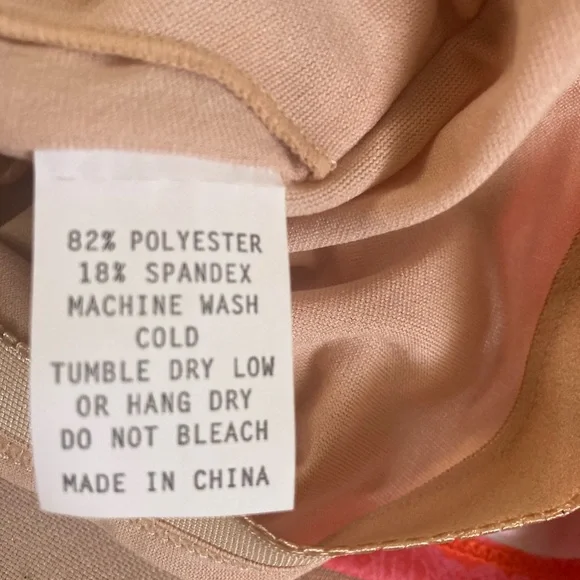 82% POLYESTER
18% SPANDEX
MACHINE WASH
COLD
TUMBLE DRY LOW
OR HANG DRY
DO NOT BLEACH
MADE IN CHINA